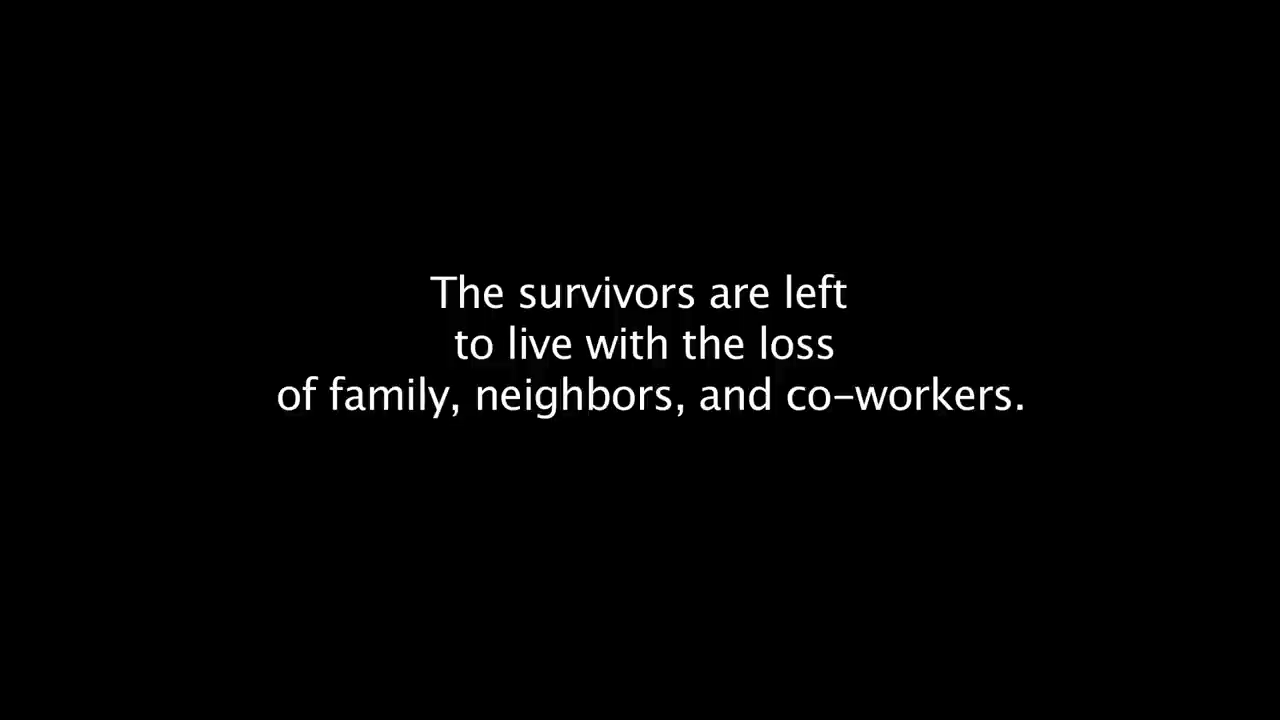 The survivors are left
to live with the loss
of family, neighbors, and co-workers.